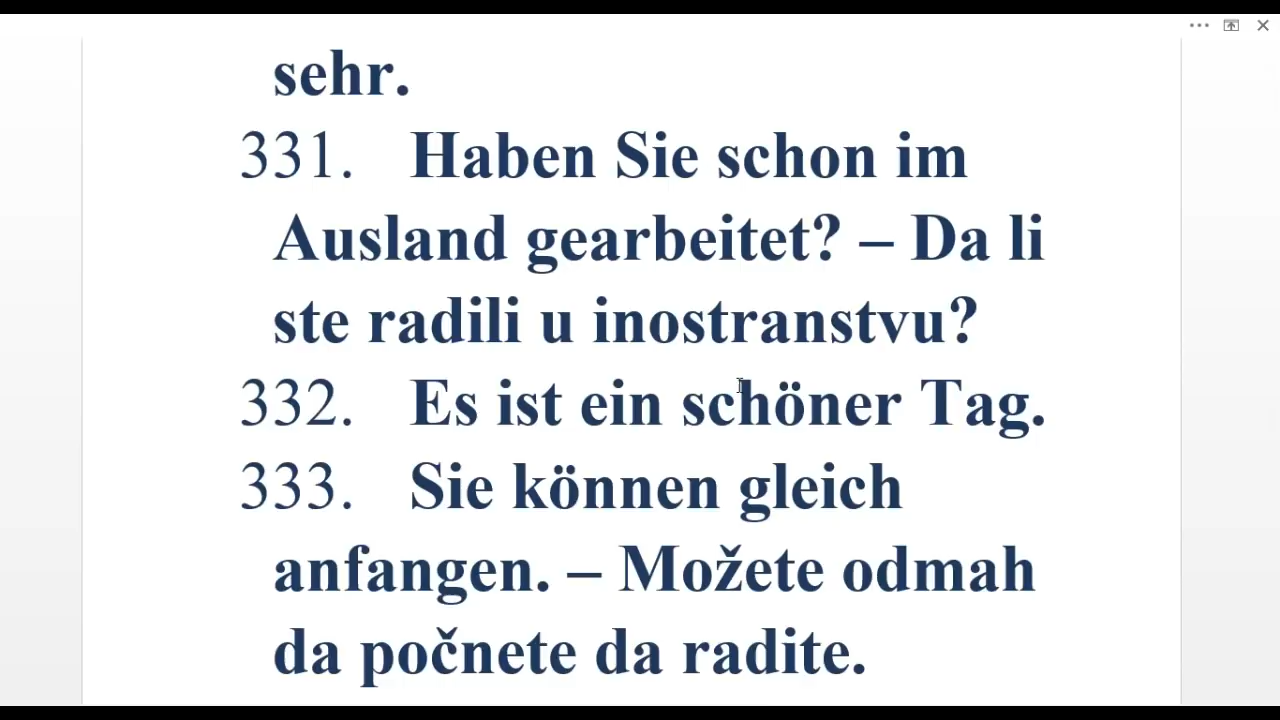 sehr.
331. Haben Sie schon im
Ausland gearbeitet? – Da li
ste radili u inostranstvu?
332. Es ist ein schöner Tag.
333. Sie können gleich
anfangen. – Možete odmah
da počnete da radite.